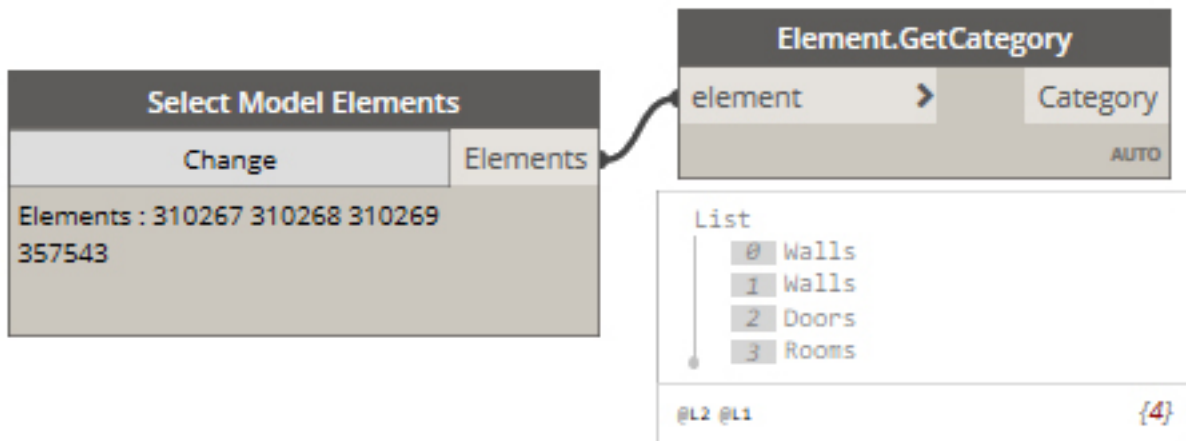 Select Model Elements
Change
Elements
Elements : 310267 310268 310269
357543
Element.GetCategory
element
Category
AUTO
List
0 Walls
1 Walls
2 Doors
3 Rooms
@L2 @L1
{4}